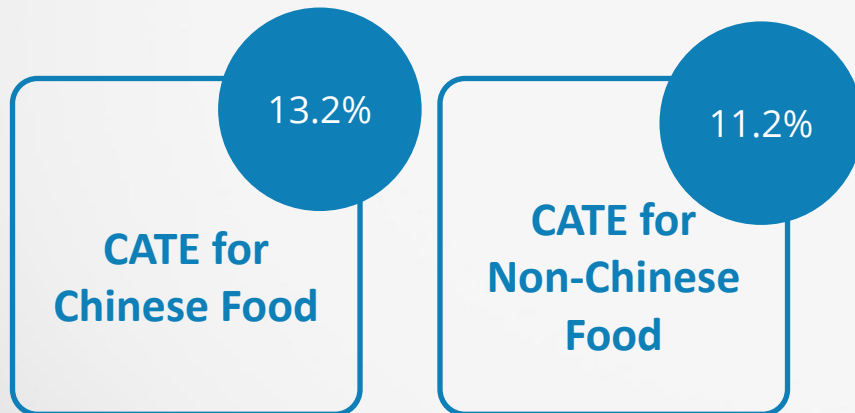 13.2%
CATE for
Chinese Food
11.2%
CATE for
Non-Chinese
Food